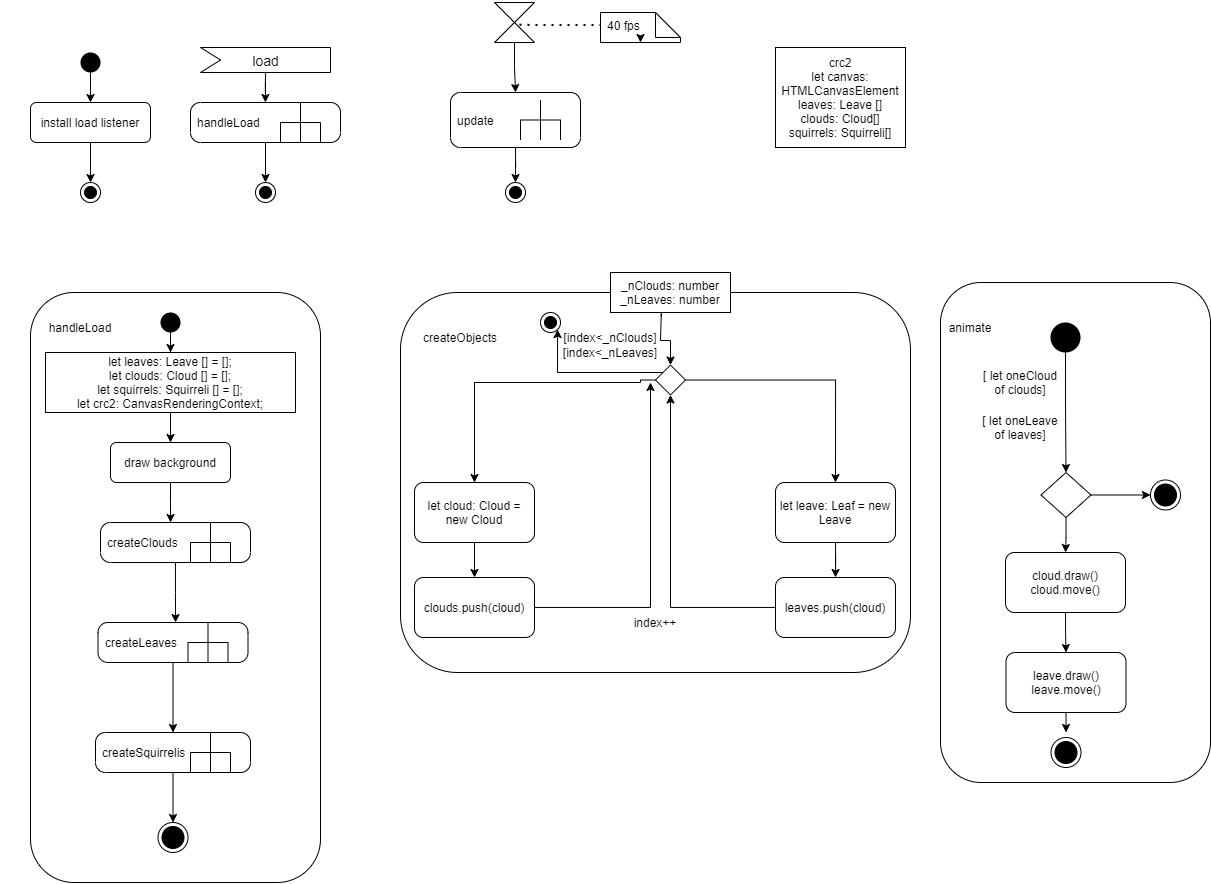 40 fps
load
install load listener
handleLoad
update
crc2
let canvas:
HTMLCanvasElement
leaves: Leave []
clouds: Cloud[]
squirrels: Squirreli[]
handleLoad
let leaves: Leave [] = [];
let clouds: Cloud [] = [];
let squirrels: Squirreli [] = [];
let crc2: CanvasRenderingContext;
draw background
createClouds
createLeaves
createSquirrelis
_nClouds: number
_nLeaves: number
createObjects
[index<_nClouds]
[index<_nLeaves]
let cloud: Cloud =
new Cloud
let leave: Leaf = new
Leave
clouds.push(cloud)
leaves.push(cloud)
index++
animate
[ let oneCloud
of clouds]
[ let oneLeave
of leaves]
cloud.draw()
cloud.move()
leave.draw()
leave.move()